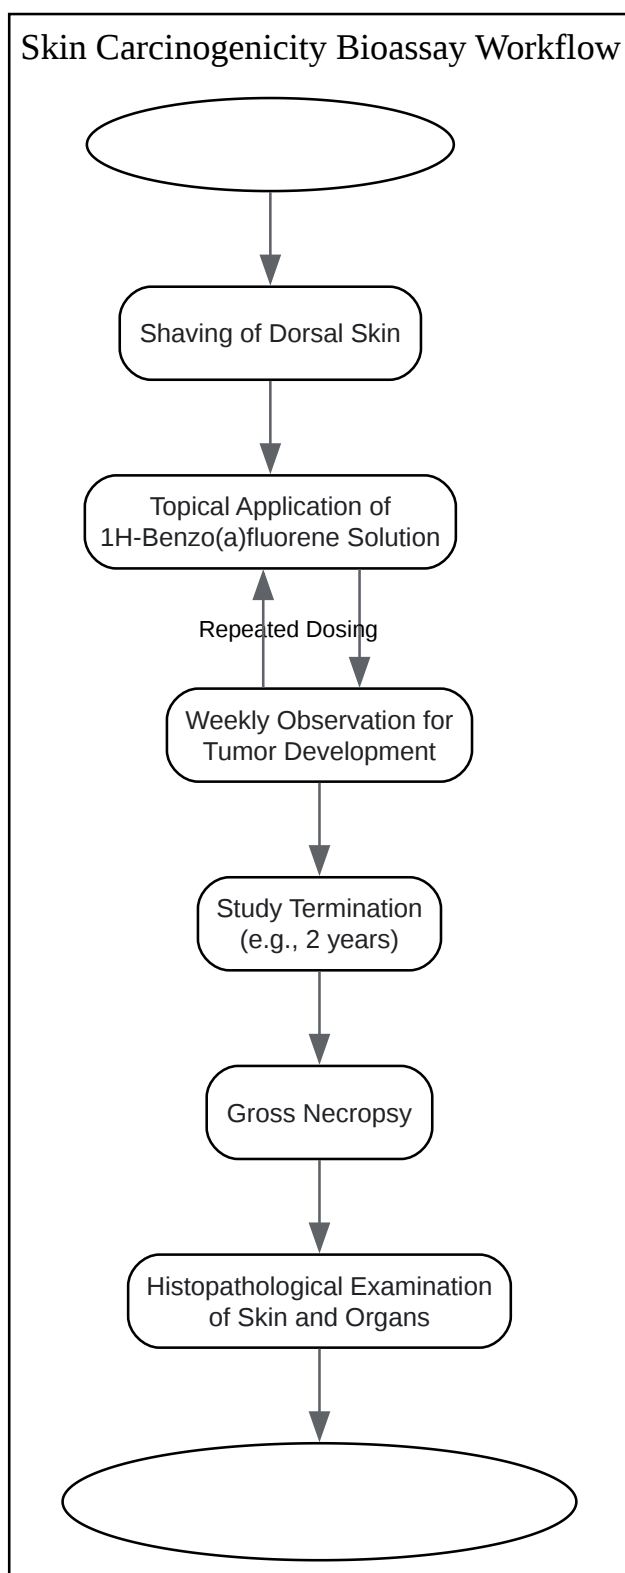 Skin Carcinogenicity Bioassay Workflow
Shaving of Dorsal Skin
Topical Application of
1H-Benzo(a)fluorene Solution
Repeated Dosing
Weekly Observation for
Tumor Development
Study Termination
(e.g., 2 years)
Gross Necropsy
Histopathological Examination
of Skin and Organs